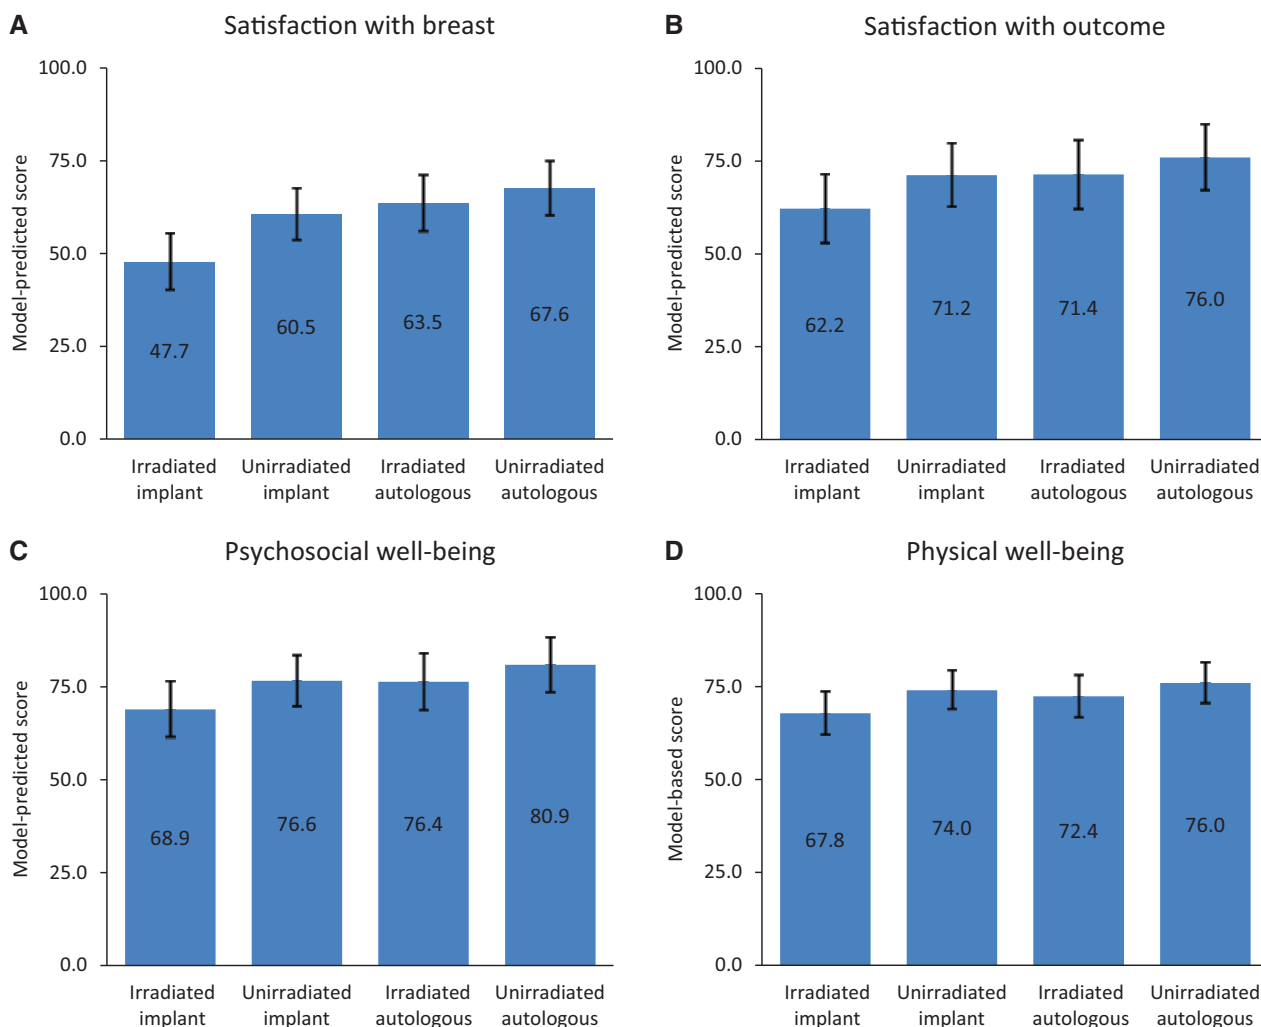 A
Satisfaction with breast
100.0
75.0
50.0
25.0
0.0
Model-predicted score
47.7
60.5
63.5
67.6
Irradiated implant
Unirradiated implant
Irradiated autologous
Unirradiated autologous
B
Satisfaction with outcome
100.0
75.0
50.0
25.0
0.0
Model-predicted score
62.2
71.2
71.4
76.0
Irradiated implant
Unirradiated implant
Irradiated autologous
Unirradiated autologous
C
Psychosocial well-being
100.0
75.0
50.0
25.0
0.0
Model-predicted score
68.9
76.6
76.4
80.9
Irradiated implant
Unirradiated implant
Irradiated autologous
Unirradiated autologous
D
Physical well-being
100.0
75.0
50.0
25.0
0.0
Model-based score
67.8
74.0
72.4
76.0
Irradiated implant
Unirradiated implant
Irradiated autologous
Unirradiated autologous